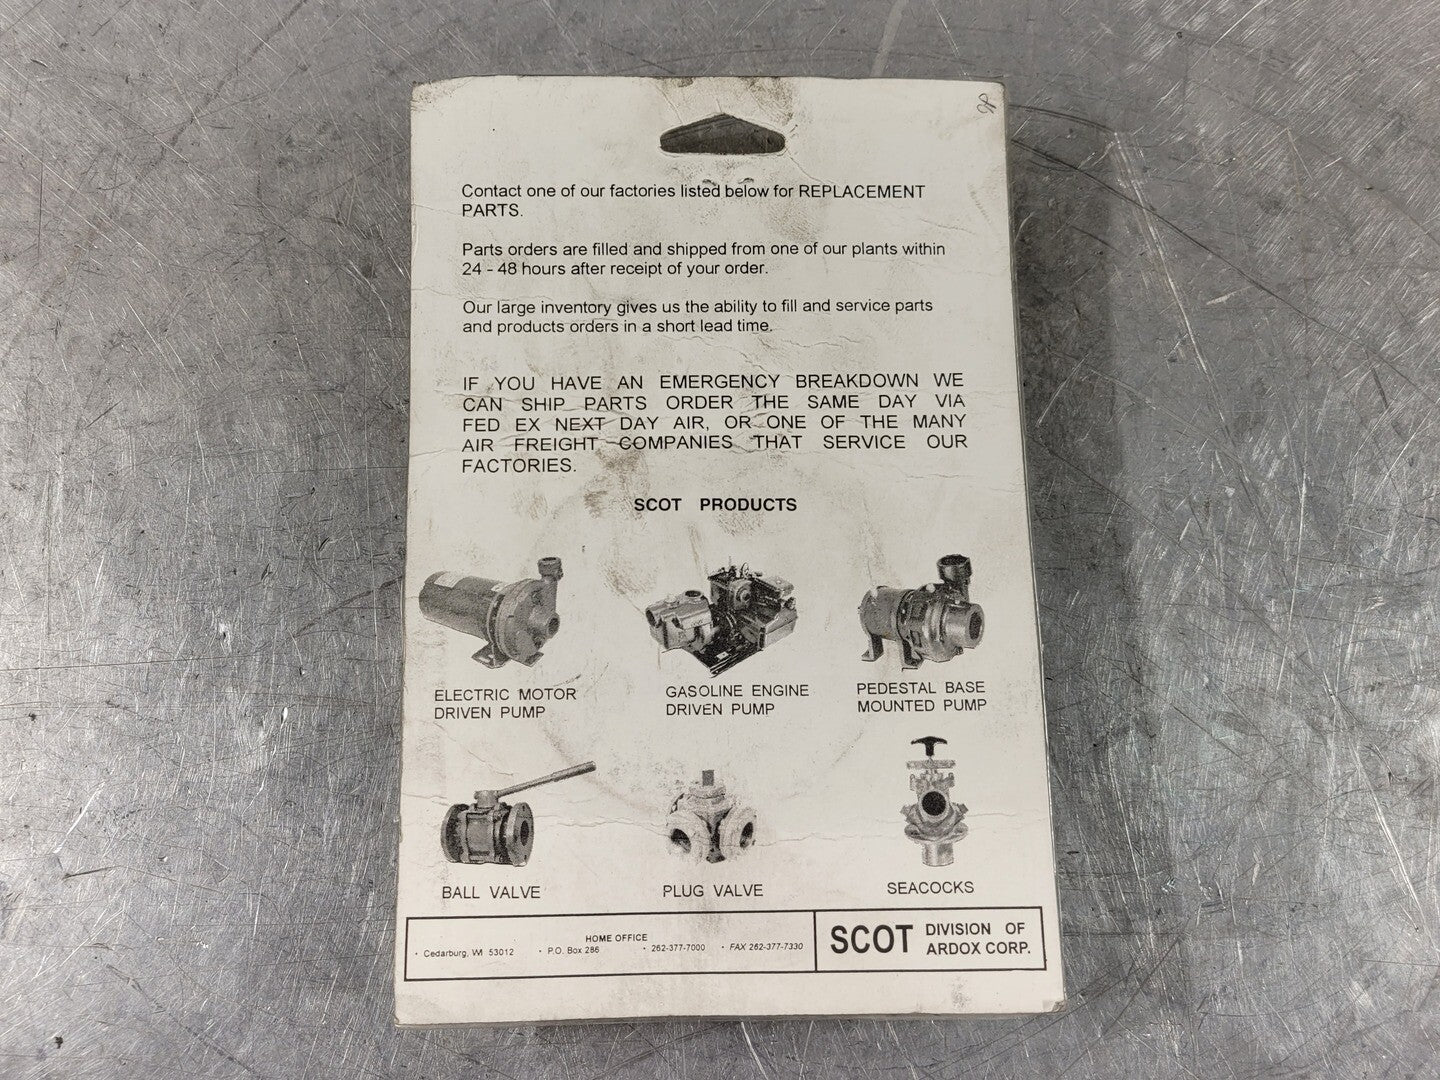 Contact one of our factories listed below for REPLACEMENT
PARTS.
Parts orders are filled and shipped from one of our plants within
24 - 48 hours after receipt of your order.
Our large inventory gives us the ability to fill and service parts
and products orders in a short lead time.
IF YOU HAVE AN EMERGENCY BREAKDOWN WE
CAN SHIP PARTS ORDER THE SAME DAY VIA
FED EX NEXT DAY AIR, OR ONE OF THE MANY
AIR FREIGHT COMPANIES THAT SERVICE OUR
FACTORIES.
SCOT PRODUCTS
ELECTRIC MOTOR
DRIVEN PUMP
GASOLINE ENGINE
DRIVEN PUMP
PEDESTAL BASE
MOUNTED PUMP
BALL VALVE
PLUG VALVE
SEACOCKS
HOME OFFICE
• Cedarburg, WI 53012 • P.O. Box 286 • 262-377-7000 • FAX 262-377-7330
SCOT DIVISION OF
ARDOX CORP.